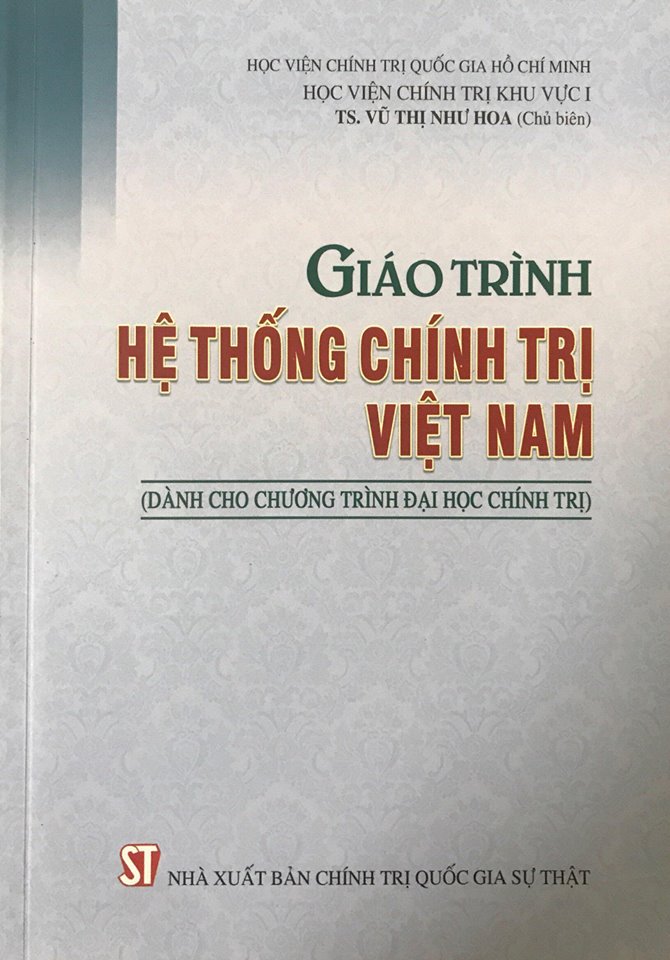 HỌC VIỆN CHÍNH TRỊ QUỐC GIA HỒ CHÍ MINH
HỌC VIỆN CHÍNH TRỊ KHU VỰC I
TS. VŨ THỊ NHƯ HOA (Chủ biên)
GIÁO TRÌNH
HỆ THỐNG CHÍNH TRỊ
VIỆT NAM
(DÀNH CHO CHƯƠNG TRÌNH ĐẠI HỌC CHÍNH TRỊ)
ST NHÀ XUẤT BẢN CHÍNH TRỊ QUỐC GIA SỰ THẬT